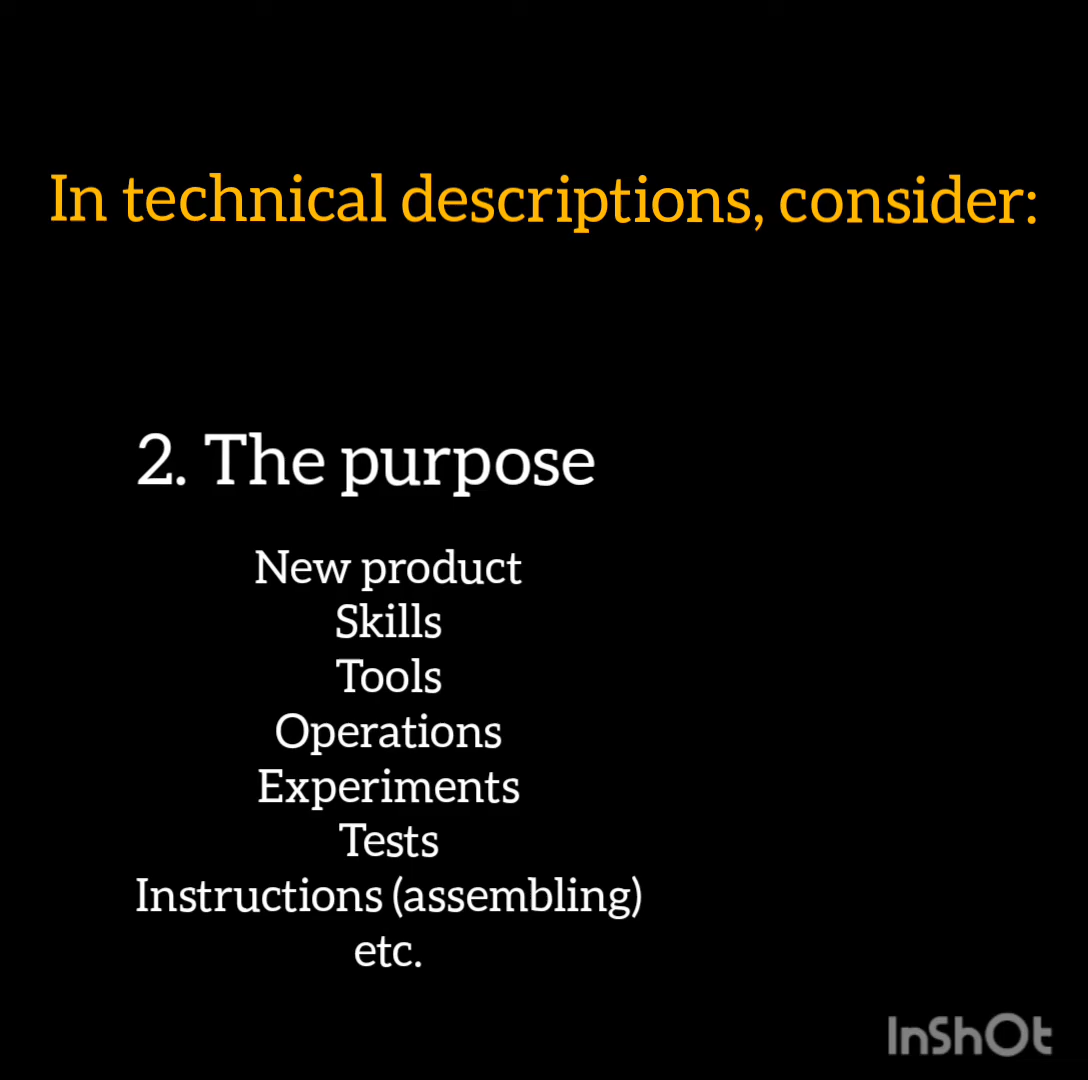 In technical descriptions, consider:
2. The purpose
New product
Skills
Tools
Operations
Experiments
Tests
Instructions (assembling)
etc.
InShOt